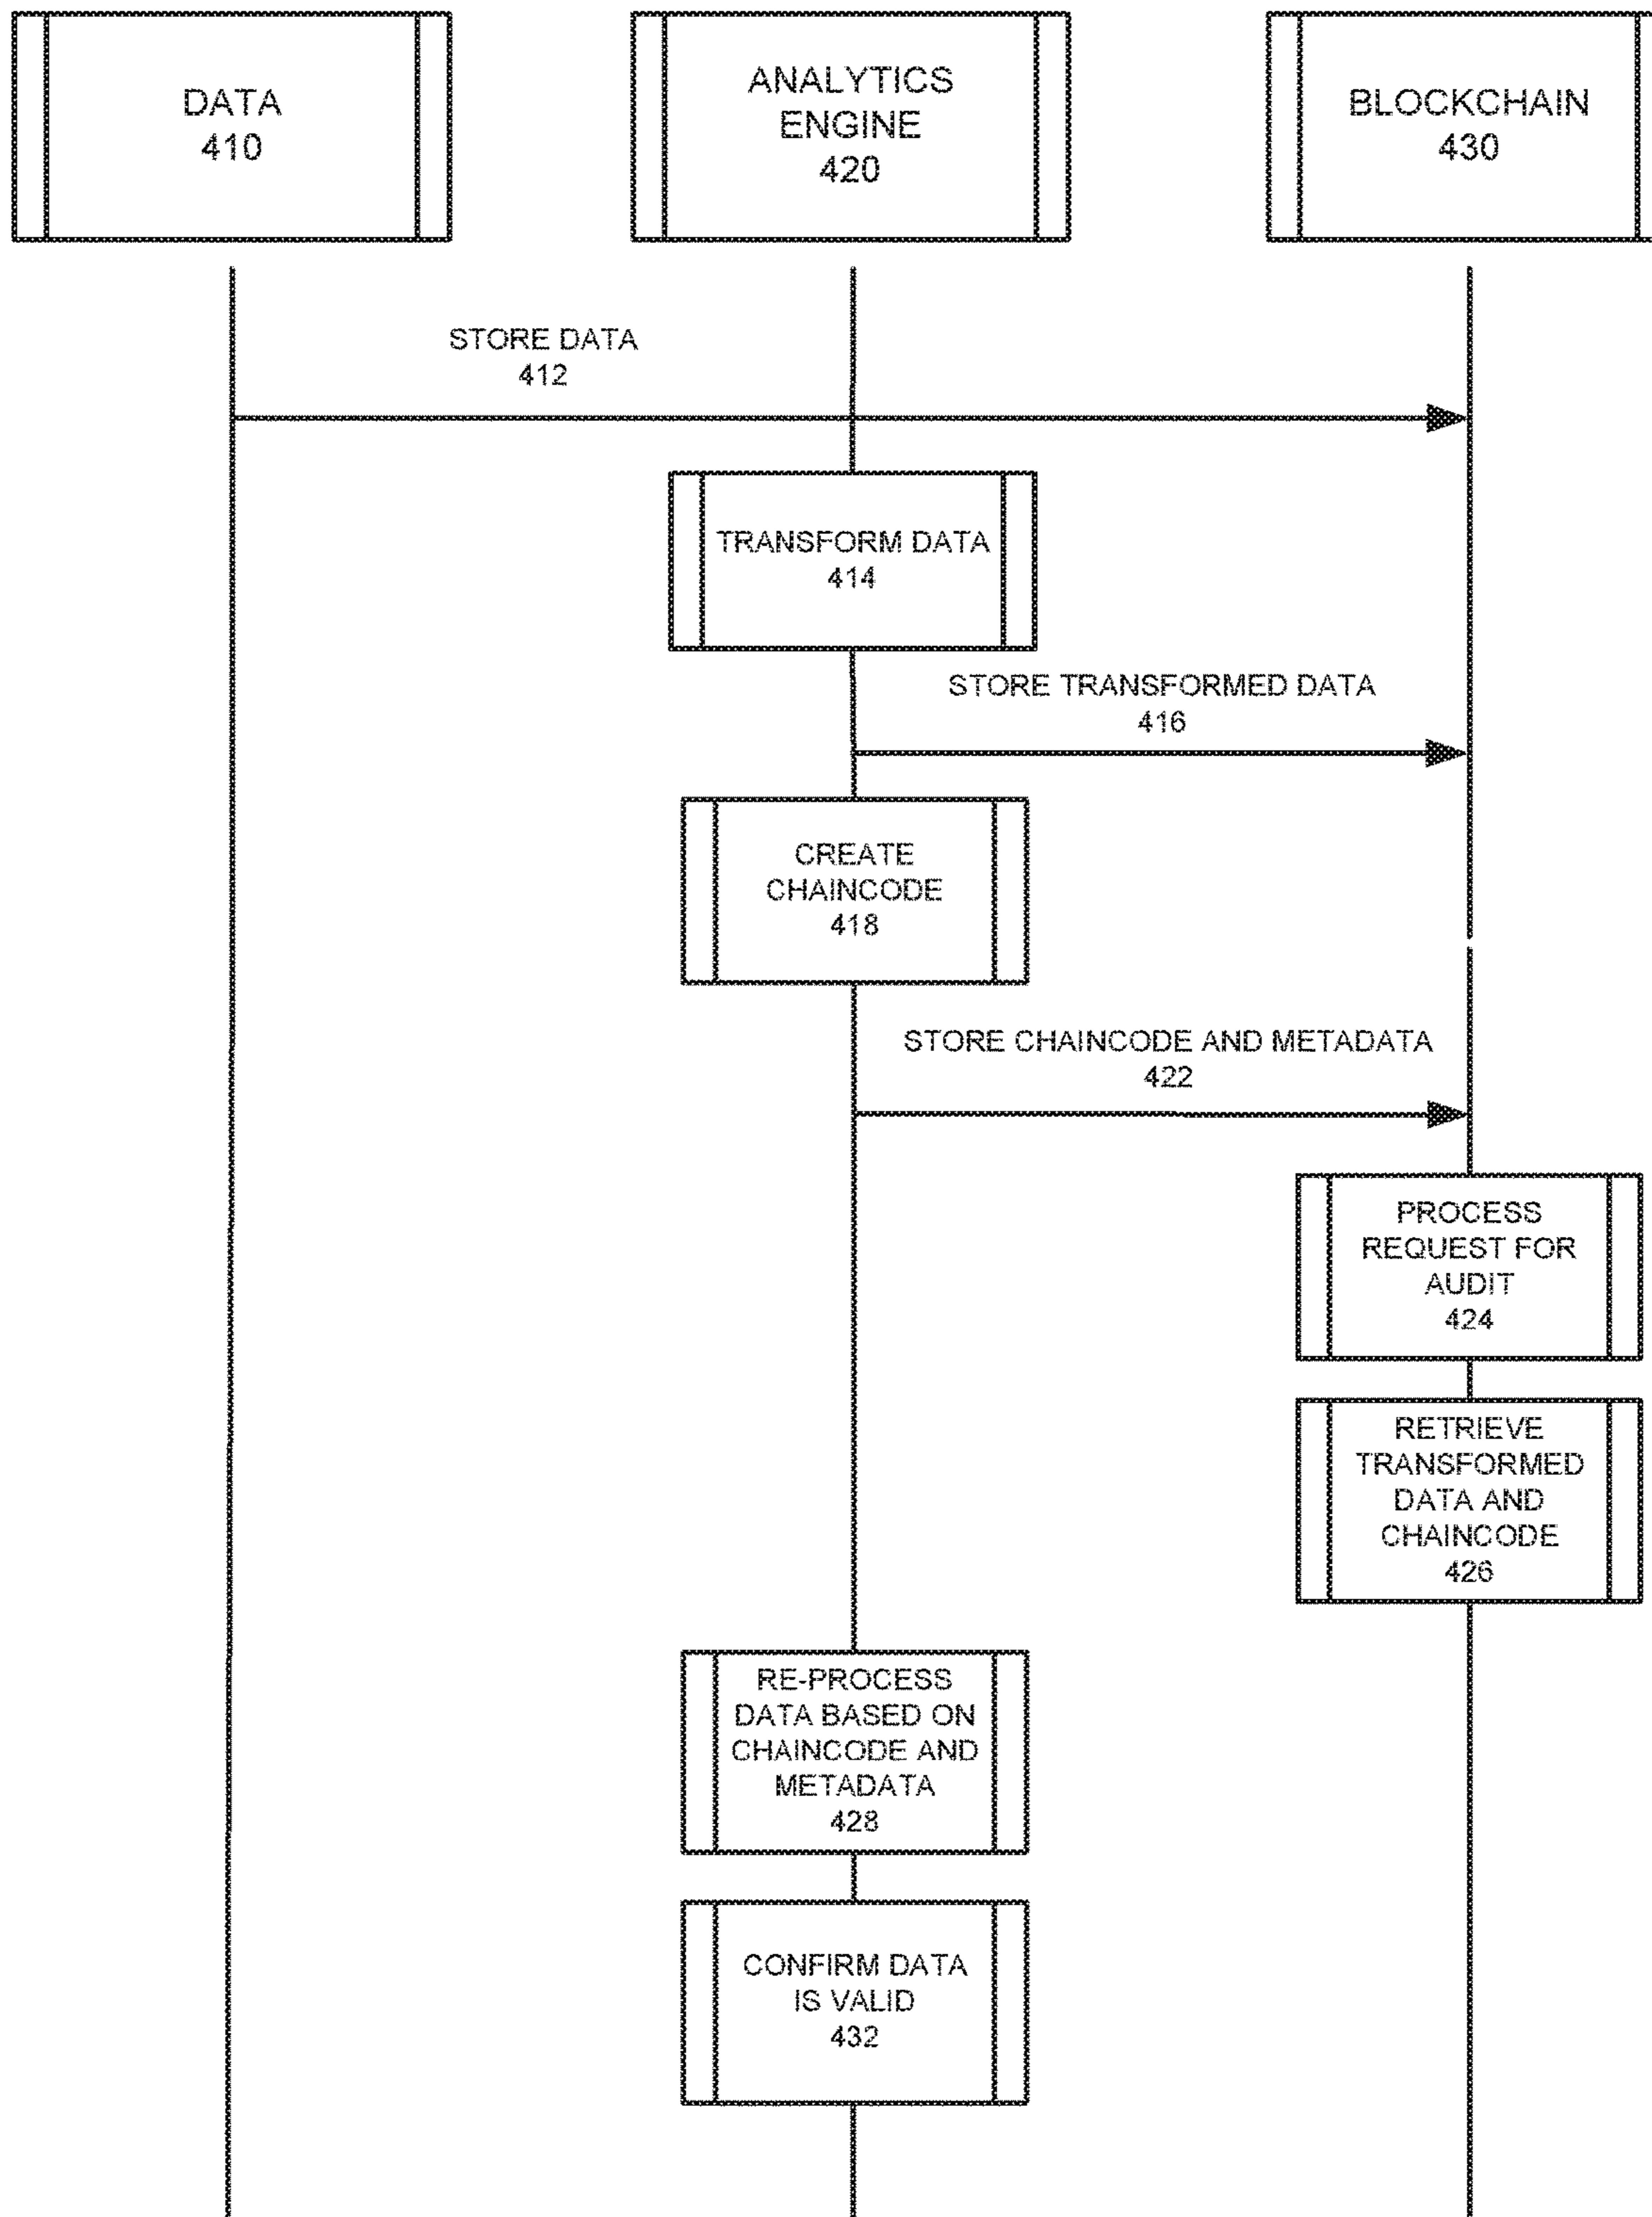 DATA
410
ANALYTICS
ENGINE
420
BLOCKCHAIN
430
STORE DATA
412
TRANSFORM DATA
414
STORE TRANSFORMED DATA
416
CREATE
CHAINCODE
418
STORE CHAINCODE AND METADATA
422
PROCESS
REQUEST FOR
AUDIT
424
RETRIEVE
TRANSFORMED
DATA AND
CHAINCODE
426
RE-PROCESS
DATA BASED ON
CHAINCODE AND
METADATA
428
CONFIRM DATA
IS VALID
432